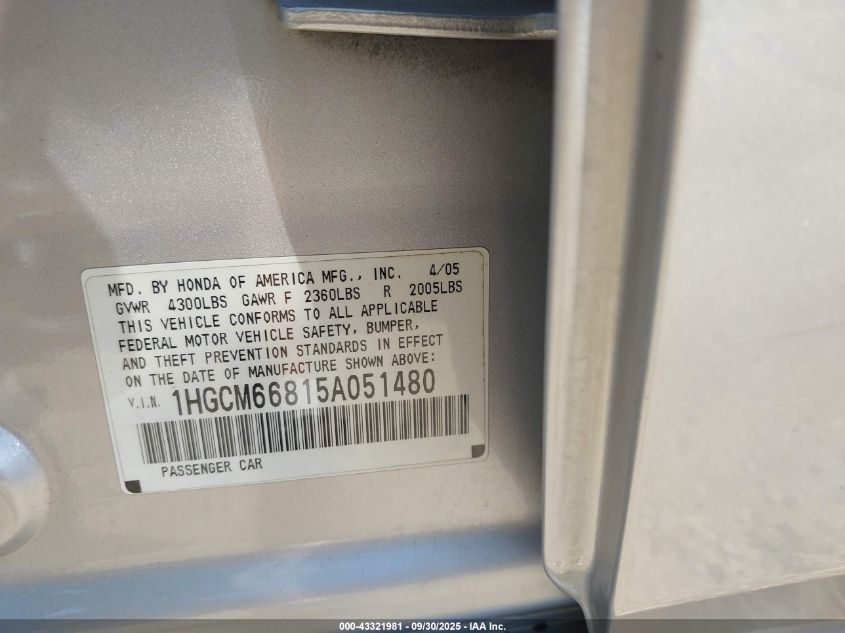 MFD. BY HONDA OF AMERICA MFG., INC. 4/05
GVWR 4300LBS GAWR F 2360LBS R 2005LBS
THIS VEHICLE CONFORMS TO ALL APPLICABLE
FEDERAL MOTOR VEHICLE SAFETY, BUMPER,
AND THEFT PREVENTION STANDARDS IN EFFECT
ON THE DATE OF MANUFACTURE SHOWN ABOVE:
V.I.N. 1HGCM66815A051480
PASSENGER CAR
000-43321981 - 09/30/2025 - IAA Inc.